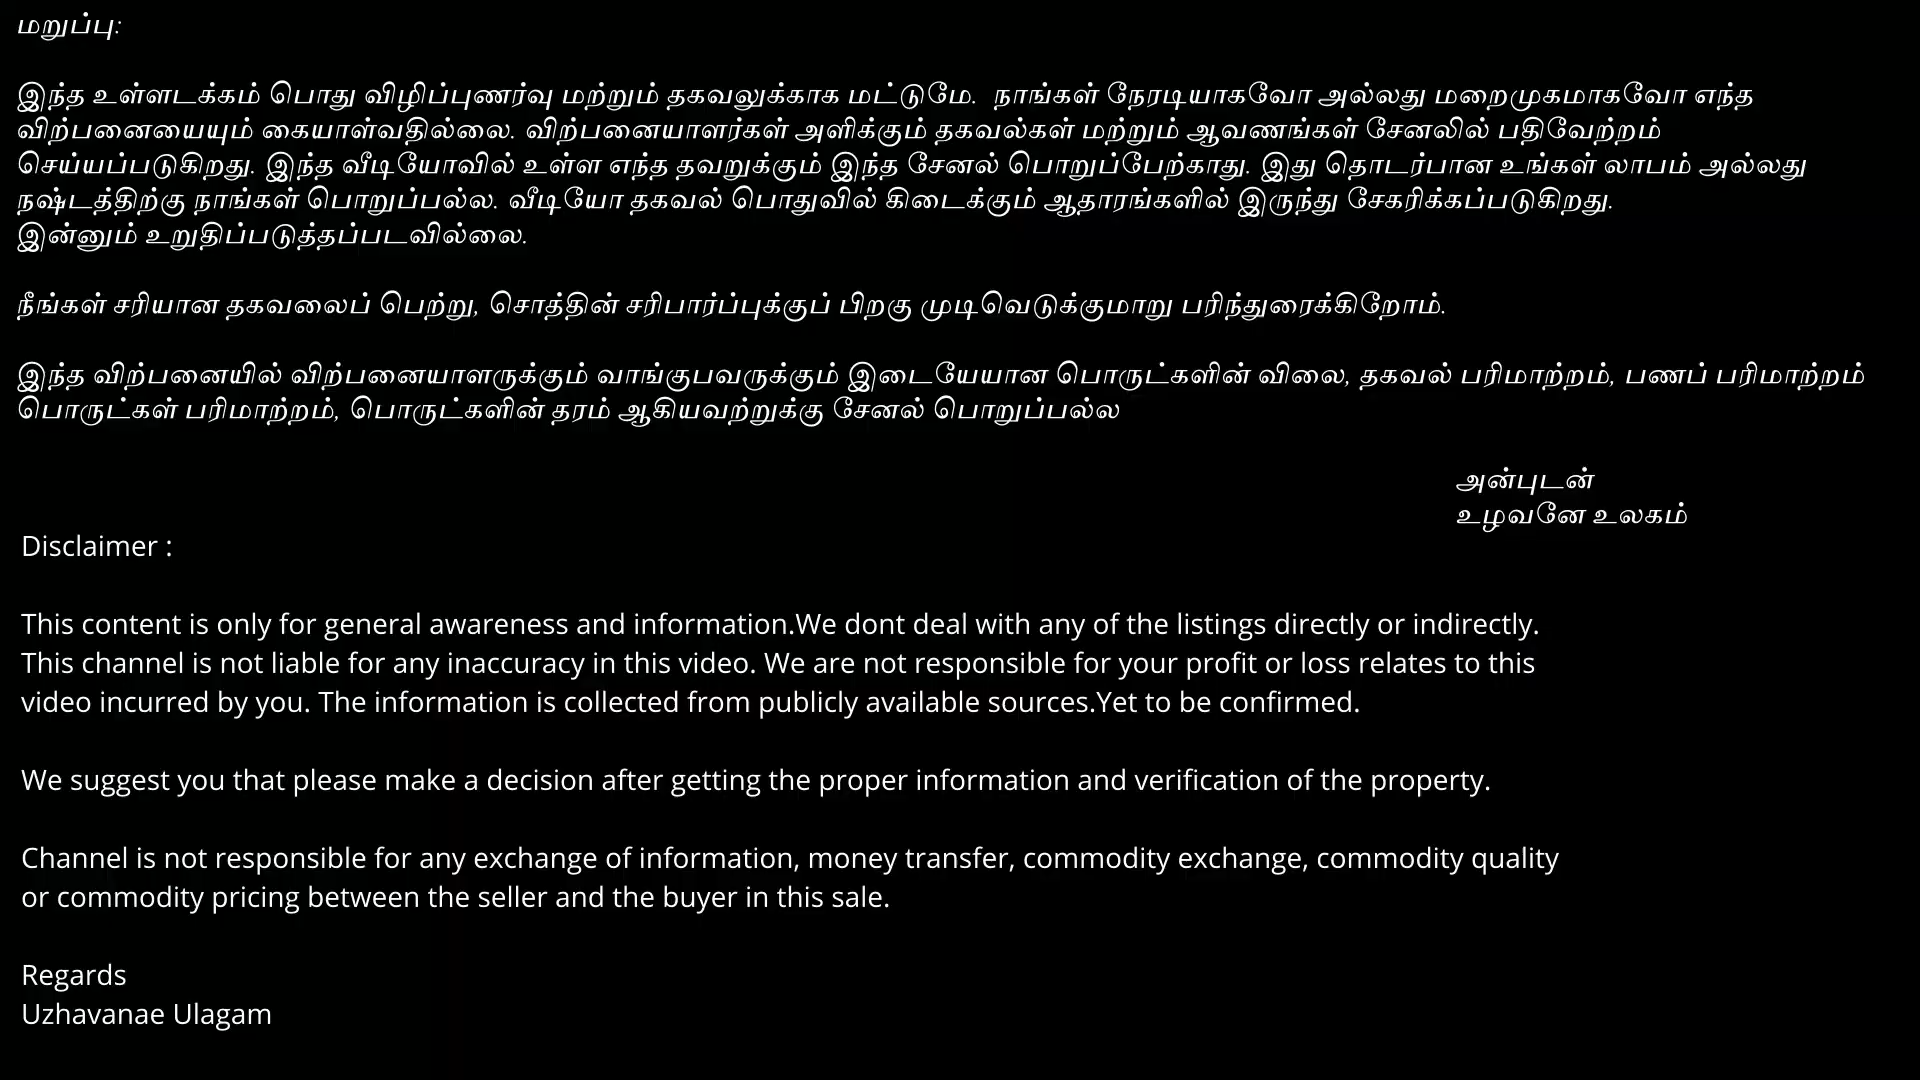 மறுப்பு:
இந்த உள்ளடக்கம் பொது விழிப்புணர்வு மற்றும் தகவலுக்காக மட்டுமே. நாங்கள் நேரடியாகவோ அல்லது மறைமுகமாகவோ எந்த
விற்பனையையும் கையாள்வதில்லை. விற்பனையாளர்கள் அளிக்கும் தகவல்கள் மற்றும் ஆவணங்கள் சேனலில் பதிவேற்றம்
செய்யப்படுகிறது. இந்த வீடியோவில் உள்ள எந்த தவறுக்கும் இந்த சேனல் பொறுப்பேற்காது. இது தொடர்பான உங்கள் லாபம் அல்லது
நஷ்டத்திற்கு நாங்கள் பொறுப்பல்ல. வீடியோ தகவல் பொதுவில் கிடைக்கும் ஆதாரங்களில் இருந்து சேகரிக்கப்படுகிறது.
இன்னும் உறுதிப்படுத்தப்படவில்லை.
நீங்கள் சரியான தகவலைப் பெற்று, சொத்தின் சரிபார்ப்புக்குப் பிறகு முடிவெடுக்குமாறு பரிந்துரைக்கிறோம்.
இந்த விற்பனையில் விற்பனையாளருக்கும் வாங்குபவருக்கும் இடையேயான பொருட்களின் விலை, தகவல் பரிமாற்றம், பணப் பரிமாற்றம்
பொருட்கள் பரிமாற்றம், பொருட்களின் தரம் ஆகியவற்றுக்கு சேனல் பொறுப்பல்ல
அன்புடன்
உழவனே உலகம்
Disclaimer :
This content is only for general awareness and information.We dont deal with any of the listings directly or indirectly.
This channel is not liable for any inaccuracy in this video. We are not responsible for your profit or loss relates to this
video incurred by you. The information is collected from publicly available sources.Yet to be confirmed.
We suggest you that please make a decision after getting the proper information and verification of the property.
Channel is not responsible for any exchange of information, money transfer, commodity exchange, commodity quality
or commodity pricing between the seller and the buyer in this sale.
Regards
Uzhavanae Ulagam